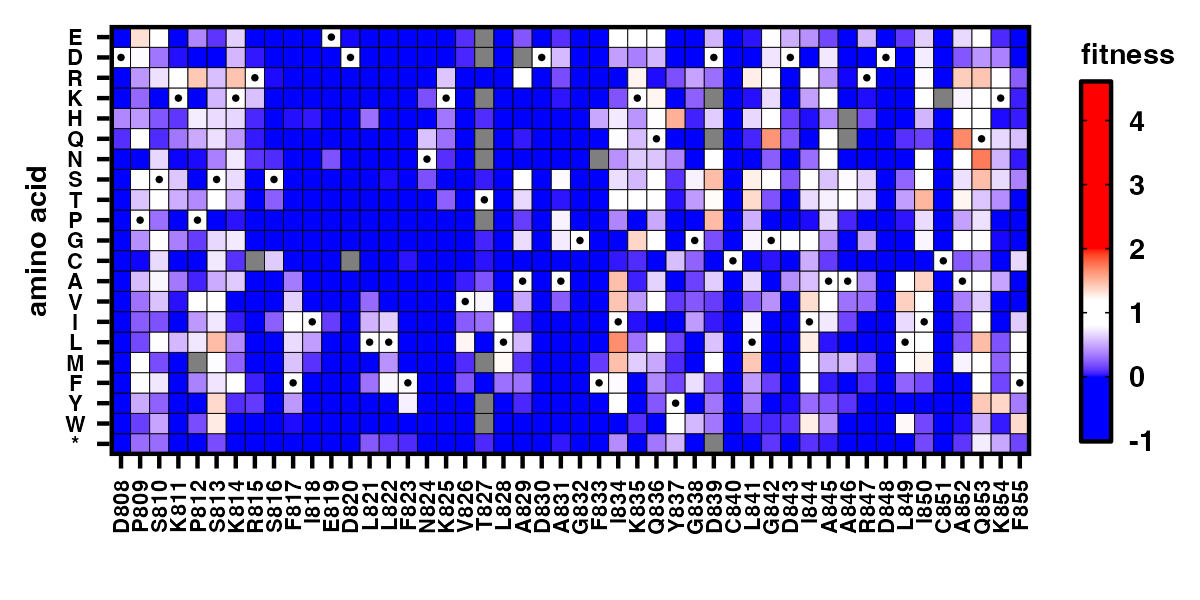 fitness
4
3
2
1
0
-1
amino acid
E
D
R
K
H
Q
N
S
T
P
G
C
A
V
I
L
M
F
Y
W
*
D808
P809
S810
K811
P812
S813
K814
R815
S816
F817
I818
E819
D820
L821
L822
F823
N824
K825
V826
T827
L828
A829
D830
A831
G832
F833
I834
K835
Q836
Y837
G838
D839
C840
L841
G842
D843
I844
A845
A846
R847
D848
L849
I850
C851
A852
Q853
K854
F855